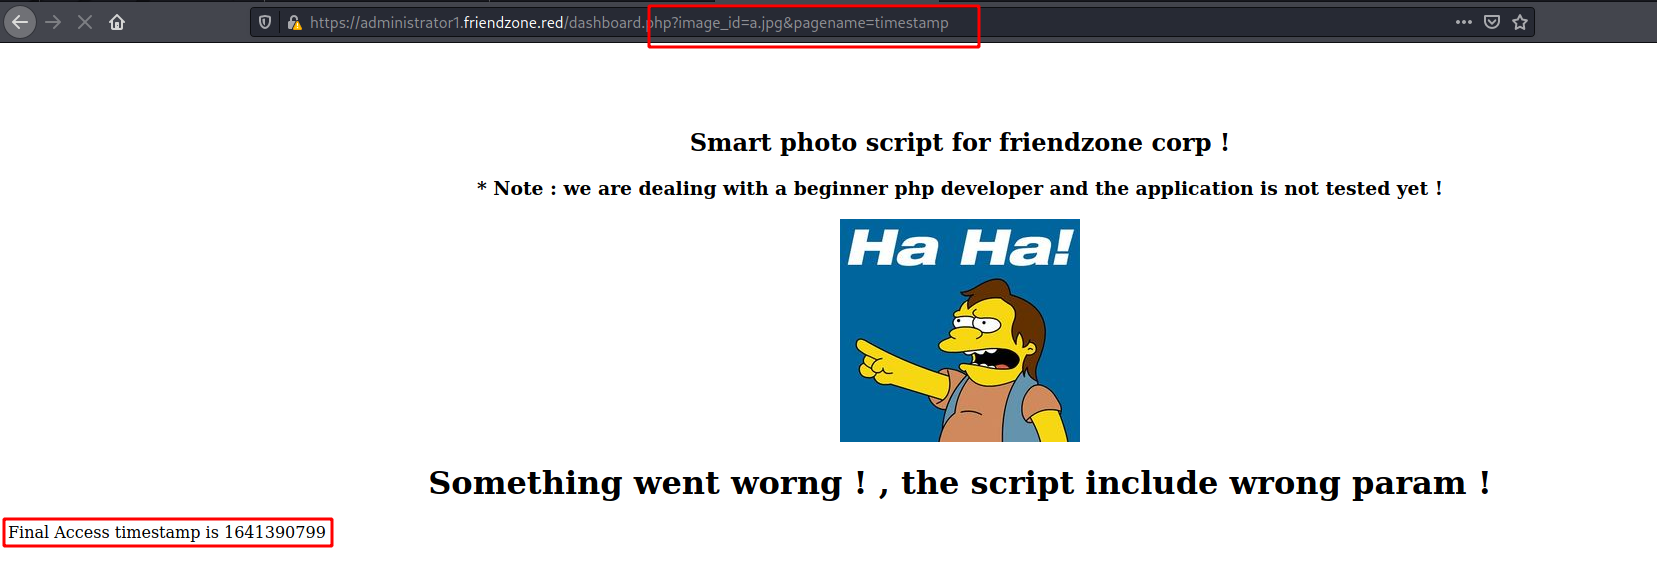 https://administrator1.friendzone.red/dashboard.php?image_id=a.jpg&pagename=timestamp
Smart photo script for friendzone corp !
* Note : we are dealing with a beginner php developer and the application is not tested yet !
Ha Ha!
Something went worng ! , the script include wrong param !
Final Access timestamp is 1641390799